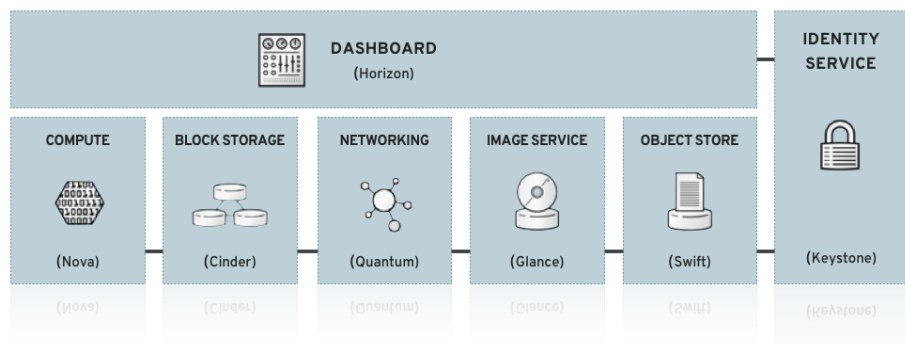 DASHBOARD
(Horizon)
IDENTITY
SERVICE
(Keystone)
COMPUTE
(Nova)
BLOCK STORAGE
(Cinder)
NETWORKING
(Quantum)
IMAGE SERVICE
(Glance)
OBJECT STORE
(Swift)